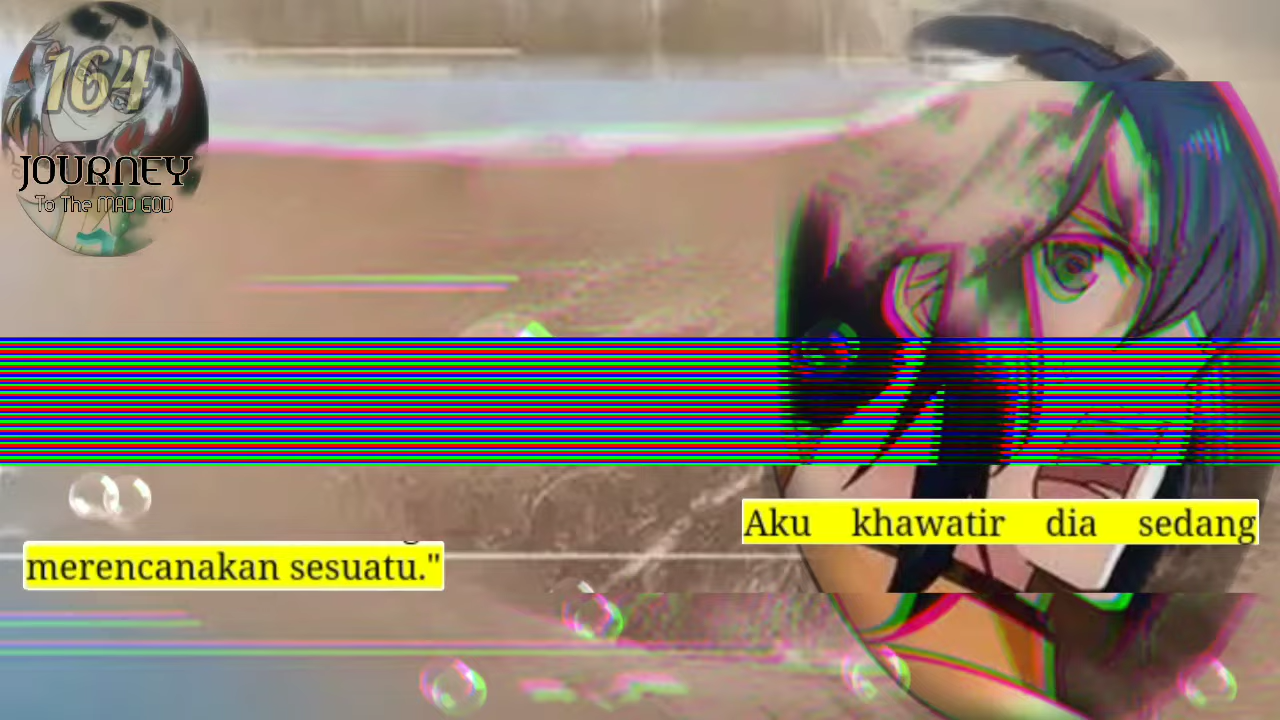 164
JOURNEY
To The MAD GOD
Aku khawatir dia sedang
merencanakan sesuatu."